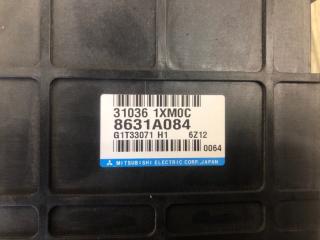 31036 1XM0C
8631A084
G1T33071 H1 6Z12
0064
MITSUBISHI ELECTRIC CORP. JAPAN